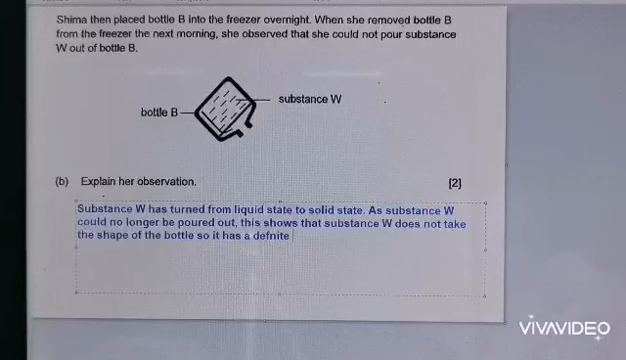 Shima then placed bottle B into the freezer overnight. When she removed bottle B
from the freezer the next morning, she observed that she could not pour substance
W out of bottle B.
bottle B
substance W
(b) Explain her observation. [2]
Substance W has turned from liquid state to solid state. As substance W
could no longer be poured out, this shows that substance W does not take
the shape of the bottle so it has a defnite
VIVAVIDEO